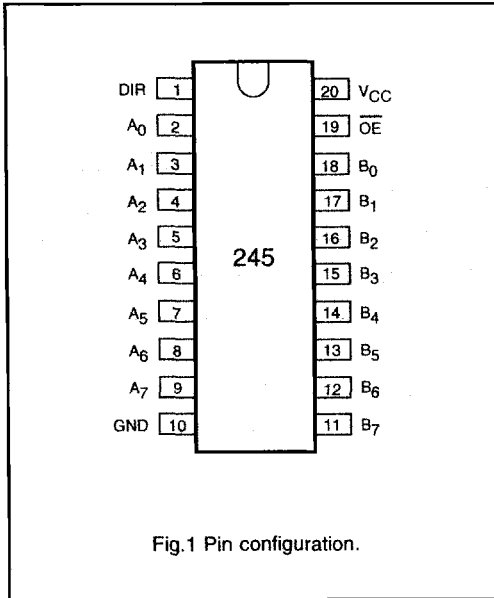 DIR 1 20 VCC
A0 2 19 OE
A1 3 18 B0
A2 4 17 B1
A3 5 16 B2
245
A4 6 15 B3
A5 7 14 B4
A6 8 13 B5
A7 9 12 B6
GND 10 11 B7
Fig.1 Pin configuration.